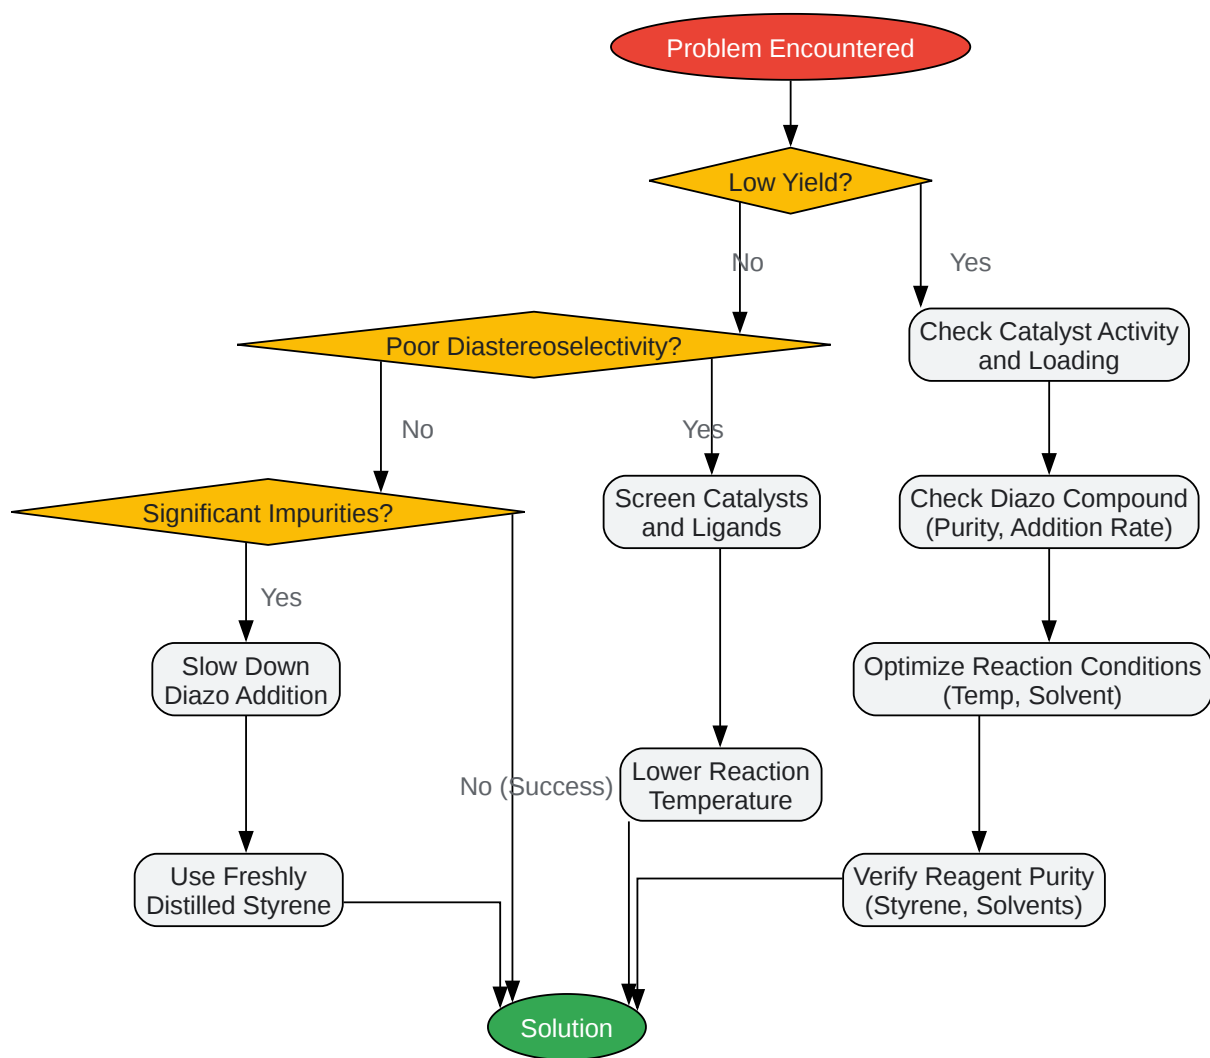 Problem Encountered
Low Yield?
No
Yes
Poor Diastereoselectivity?
Check Catalyst Activity
and Loading
No
Yes
Significant Impurities?
Screen Catalysts
and Ligands
Check Diazo Compound
(Purity, Addition Rate)
Yes
Slow Down
Diazo Addition
Optimize Reaction Conditions
(Temp, Solvent)
No (Success)
Lower Reaction
Temperature
Use Freshly
Distilled Styrene
Verify Reagent Purity
(Styrene, Solvents)
Solution